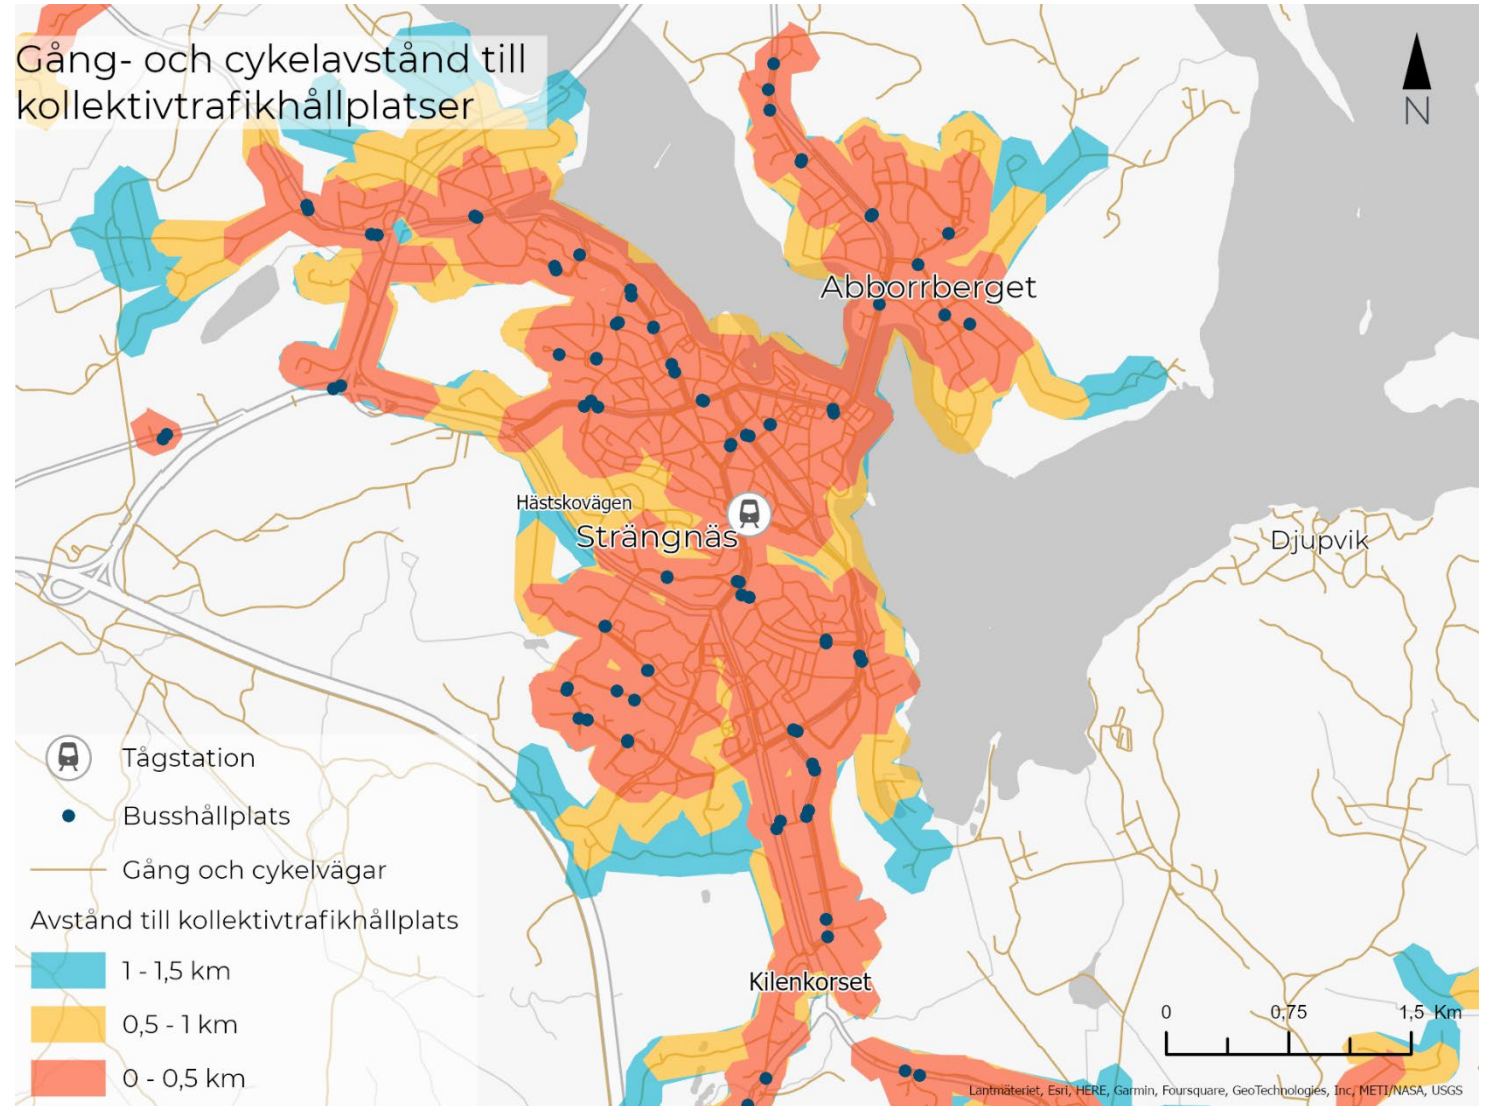 Gång- och cykelavstånd till
kollektivtrafikhållplatser
N
Abborrberget
Hästskovägen
Strängnäs
Djupvik
Kilenkorset
Tågstation
Busshållplats
Gång och cykelvägar
Avstånd till kollektivtrafikhållplats
1 - 1,5 km
0,5 - 1 km
0 - 0,5 km
0 0,75 1,5 Km
Lantmäteriet, Esri, HERE, Garmin, Foursquare, GeoTechnologies, Inc, METI/NASA, USGS